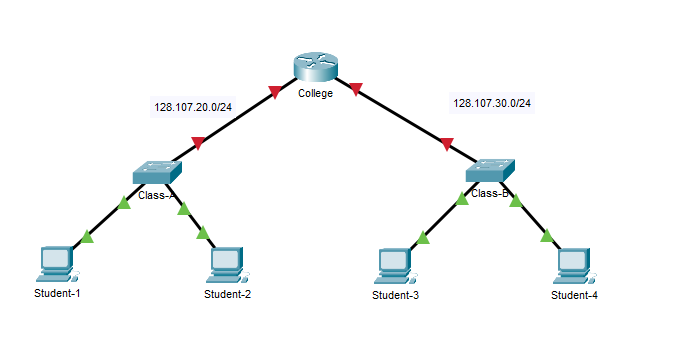 College
128.107.20.0/24
128.107.30.0/24
Class-A
Class-B
Student-1
Student-2
Student-3
Student-4